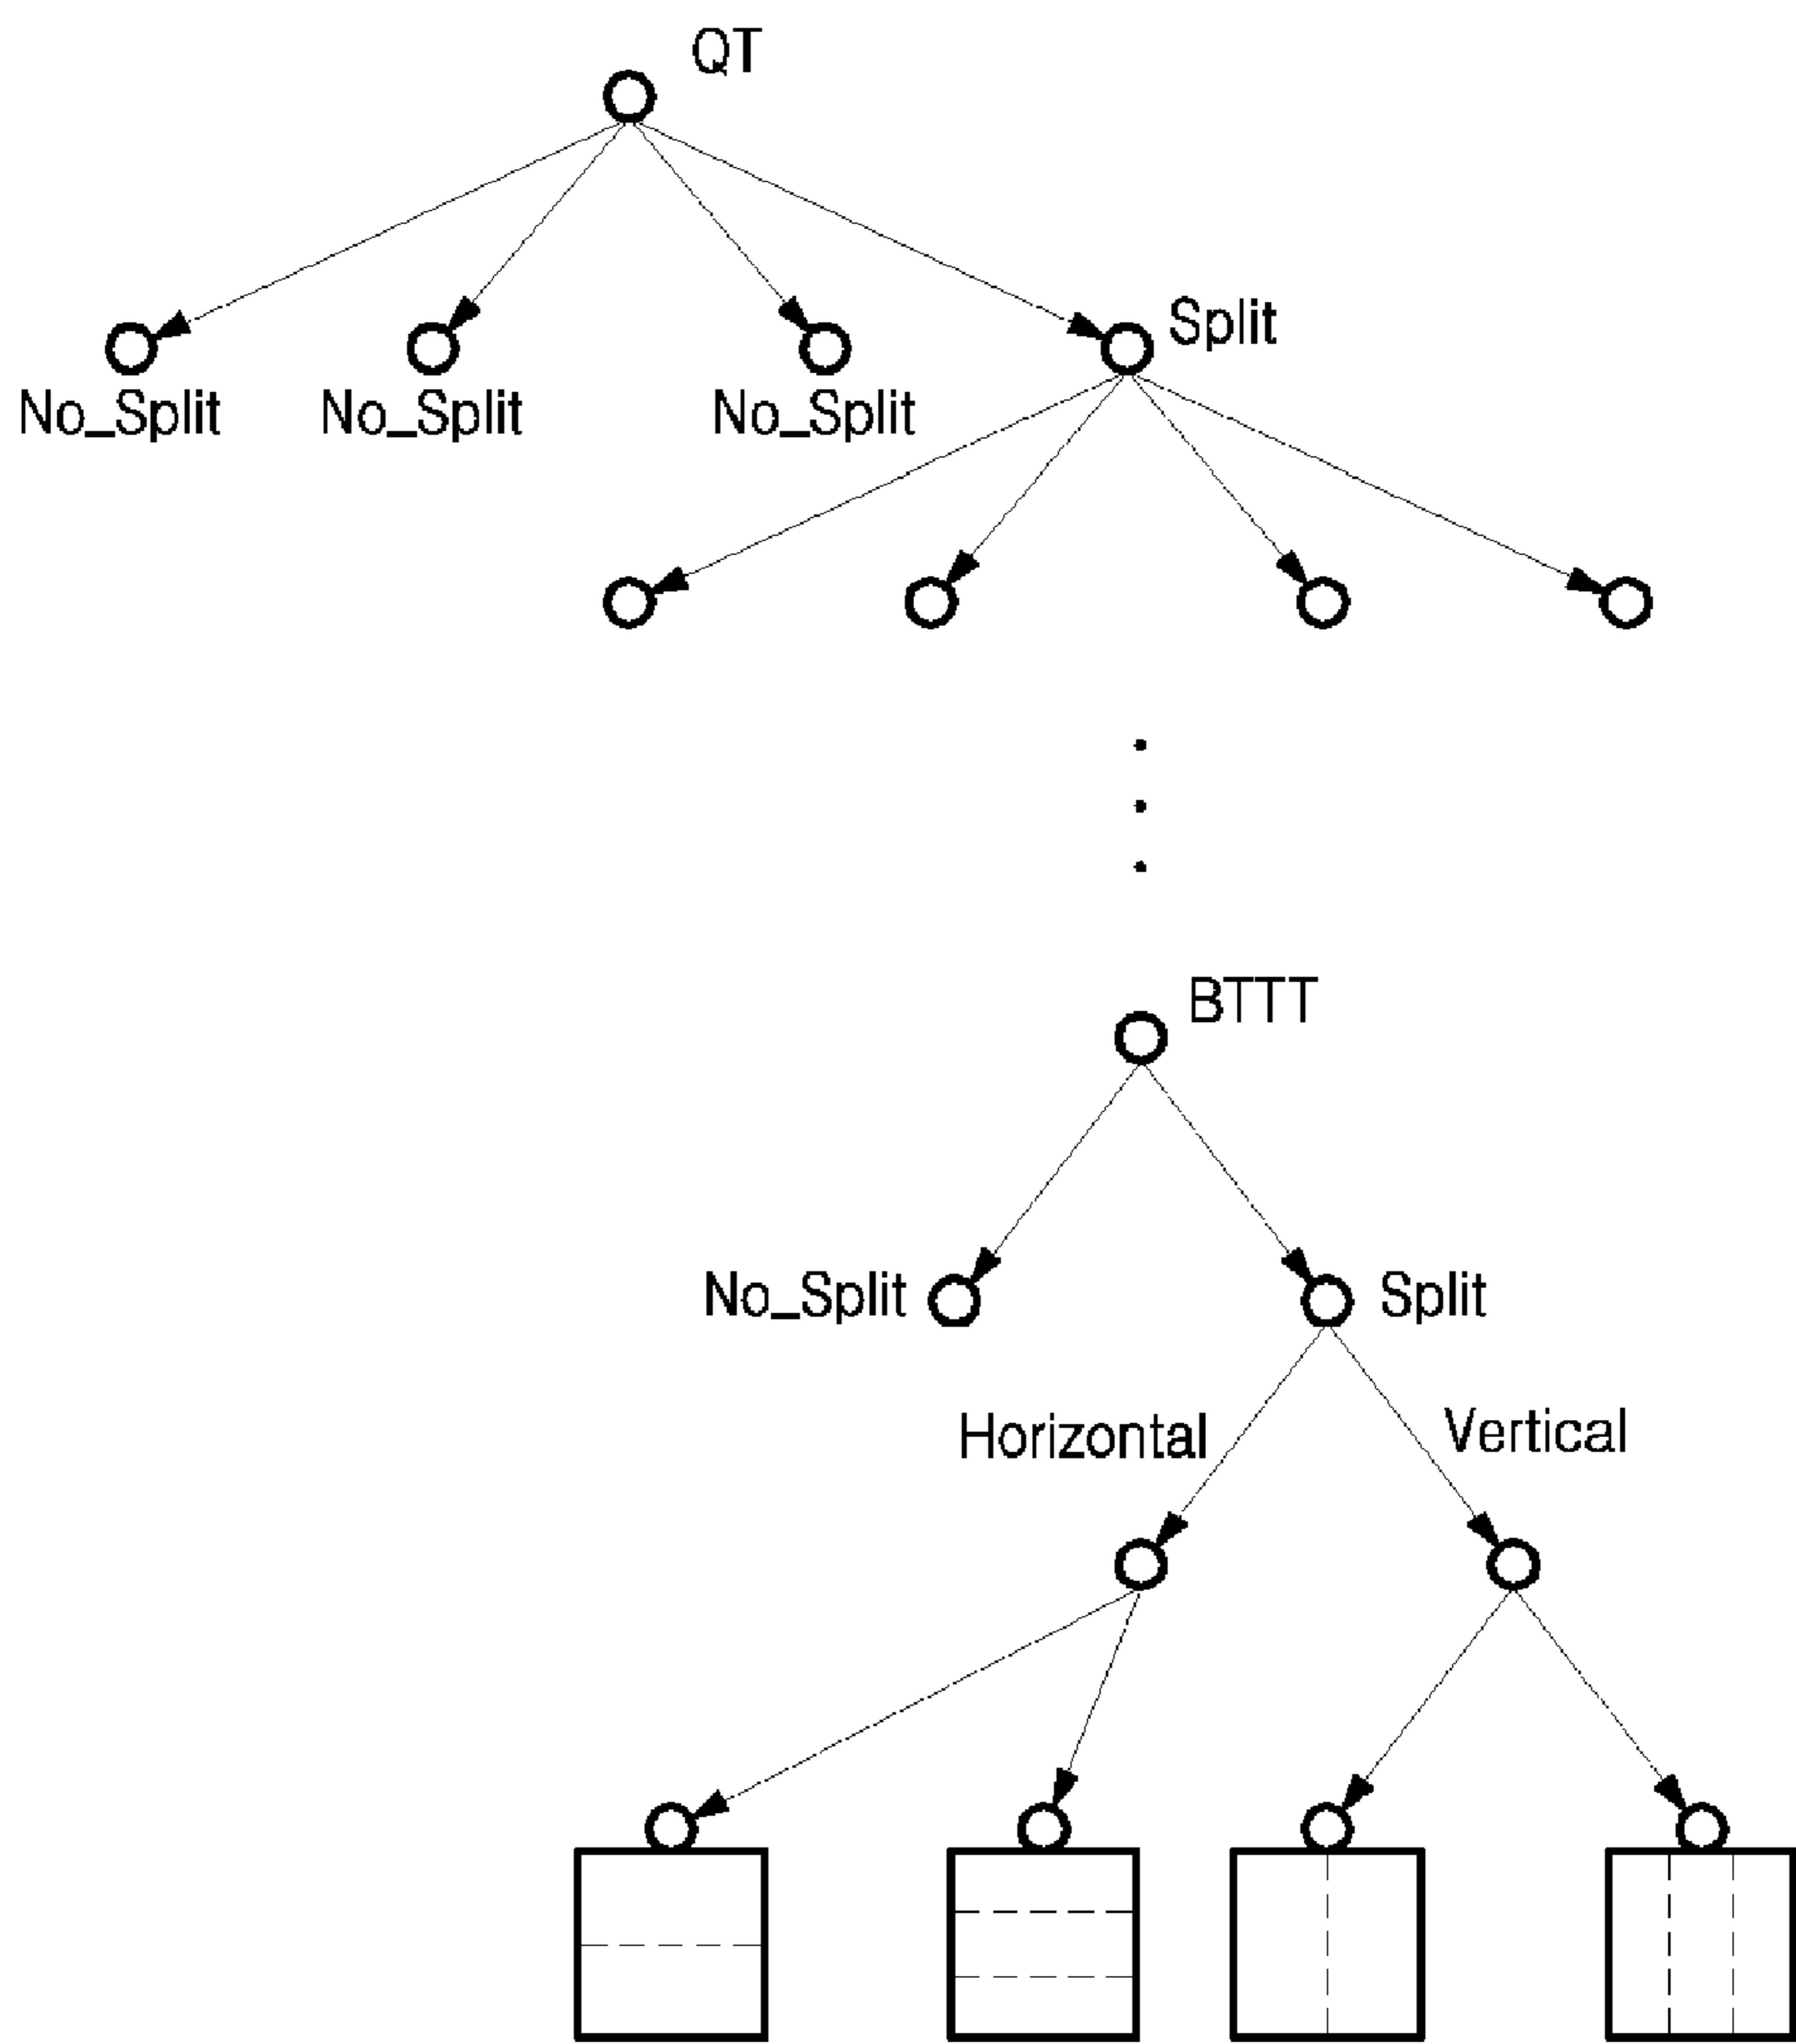 QT
Split
No_Split
No_Split
No_Split
BTTT
No_Split
Split
Horizontal
Vertical